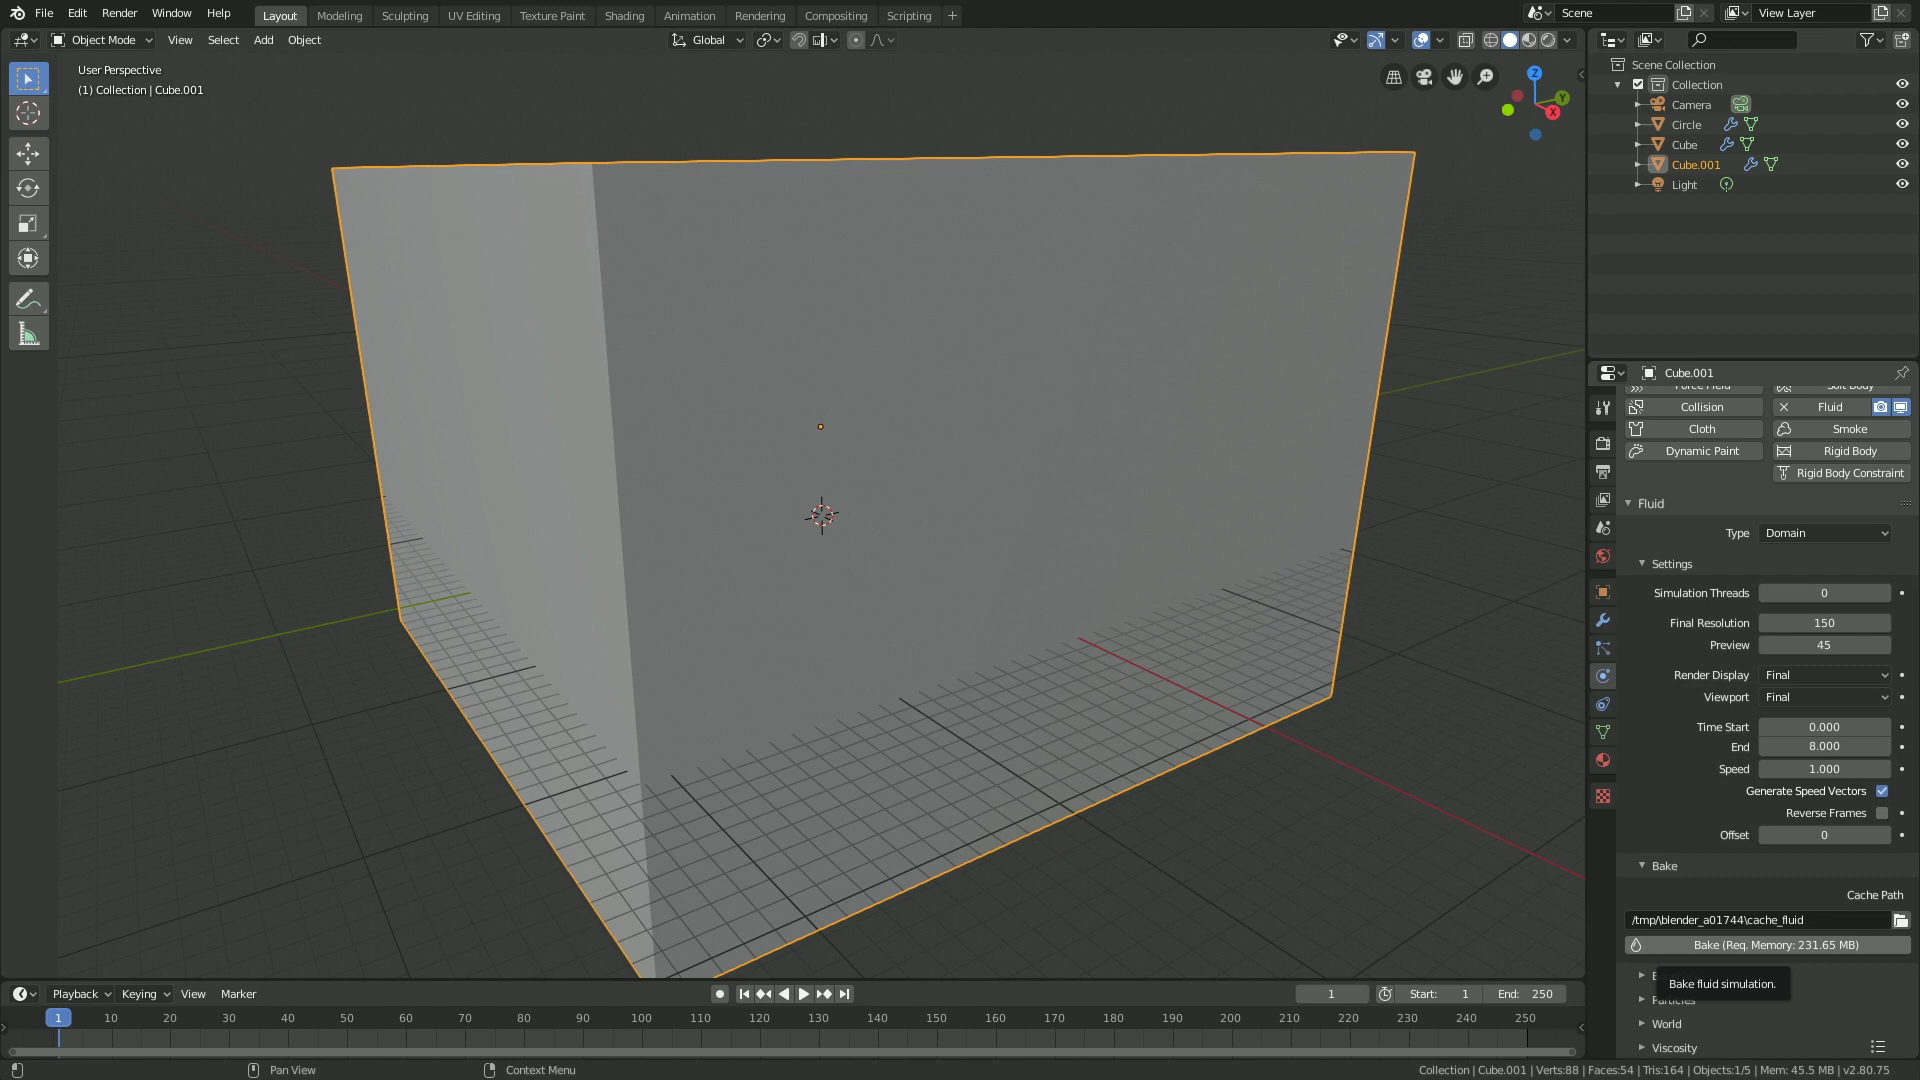 File Edit Render Window Help
Layout Modeling Sculpting UV Editing Texture Paint Shading Animation Rendering Compositing Scripting +
Scene
View Layer
Object Mode View Select Add Object
Global
User Perspective
(1) Collection | Cube.001
Z
Y
X
Scene Collection
Collection
Camera
Circle
Cube
Cube.001
Light
Cube.001
Force Field Soft Body
Collision Fluid
Cloth Smoke
Dynamic Paint Rigid Body
Rigid Body Constraint
Fluid
Type Domain
Settings
Simulation Threads 0
Final Resolution 150
Preview 45
Render Display Final
Viewport Final
Time Start 0.000
End 8.000
Speed 1.000
Generate Speed Vectors
Reverse Frames
Offset 0
Bake
Cache Path
/tmp/\blender_a01744\cache_fluid
Bake (Req. Memory: 231.65 MB)
Bake fluid simulation.
Particles
World
Viscosity
Playback Keying View Marker
1 Start: 1 End: 250
1 10 20 30 40 50 60 70 80 90 100 110 120 130 140 150 160 170 180 190 200 210 220 230 240 250
Pan View Context Menu
Collection | Cube.001 | Verts:88 | Faces:54 | Tris:164 | Objects:1/5 | Mem: 45.5 MB | v2.80.75